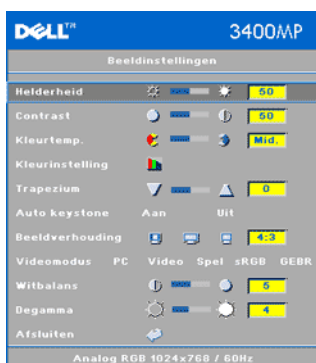 DELL™ 3400MP
Beeldinstellingen
Helderheid 50
Contrast 50
Kleurtemp. Mid.
Kleurinstelling
Trapezium 0
Auto keystone Aan Uit
Beeldverhouding 4:3
Videomodus PC Video Spel sRGB GEBR
Witbalans 5
Degamma 4
Afsluiten
Analog RGB 1024x768 / 60Hz